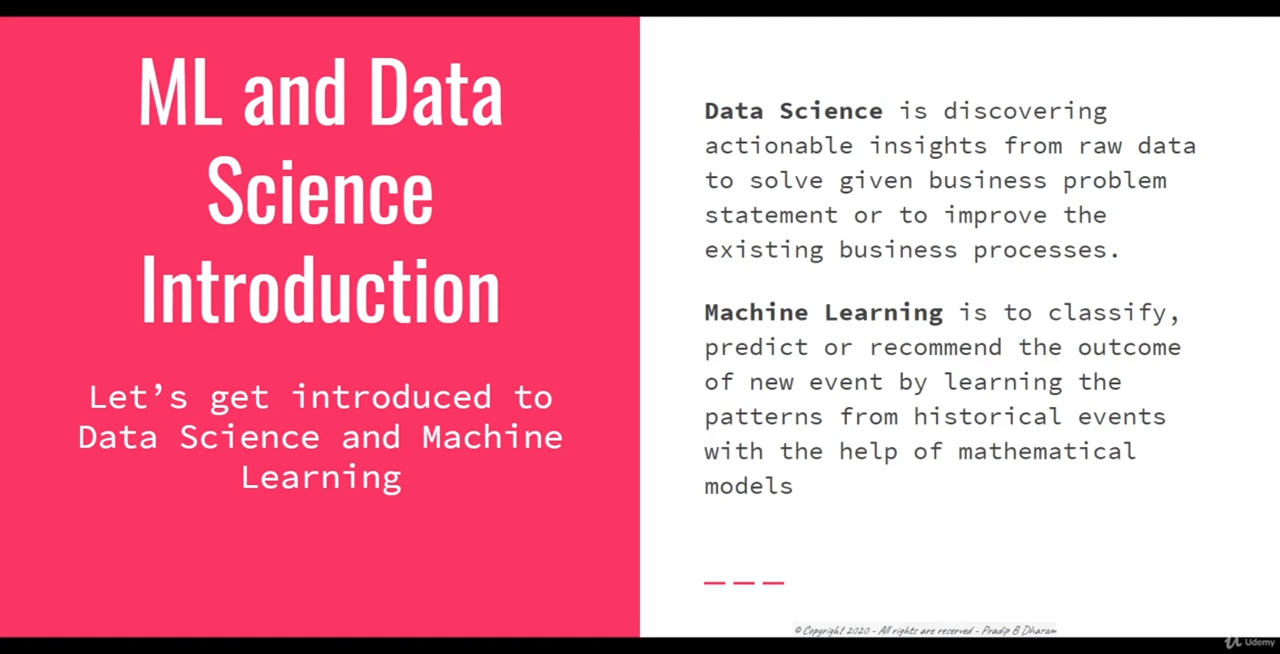 ML and Data
Science
Introduction
Let’s get introduced to
Data Science and Machine
Learning
Data Science is discovering
actionable insights from raw data
to solve given business problem
statement or to improve the
existing business processes.
Machine Learning is to classify,
predict or recommend the outcome
of new event by learning the
patterns from historical events
with the help of mathematical
models
© Copyright 2020 - All rights are reserved - Pradip B Dharam
Udemy